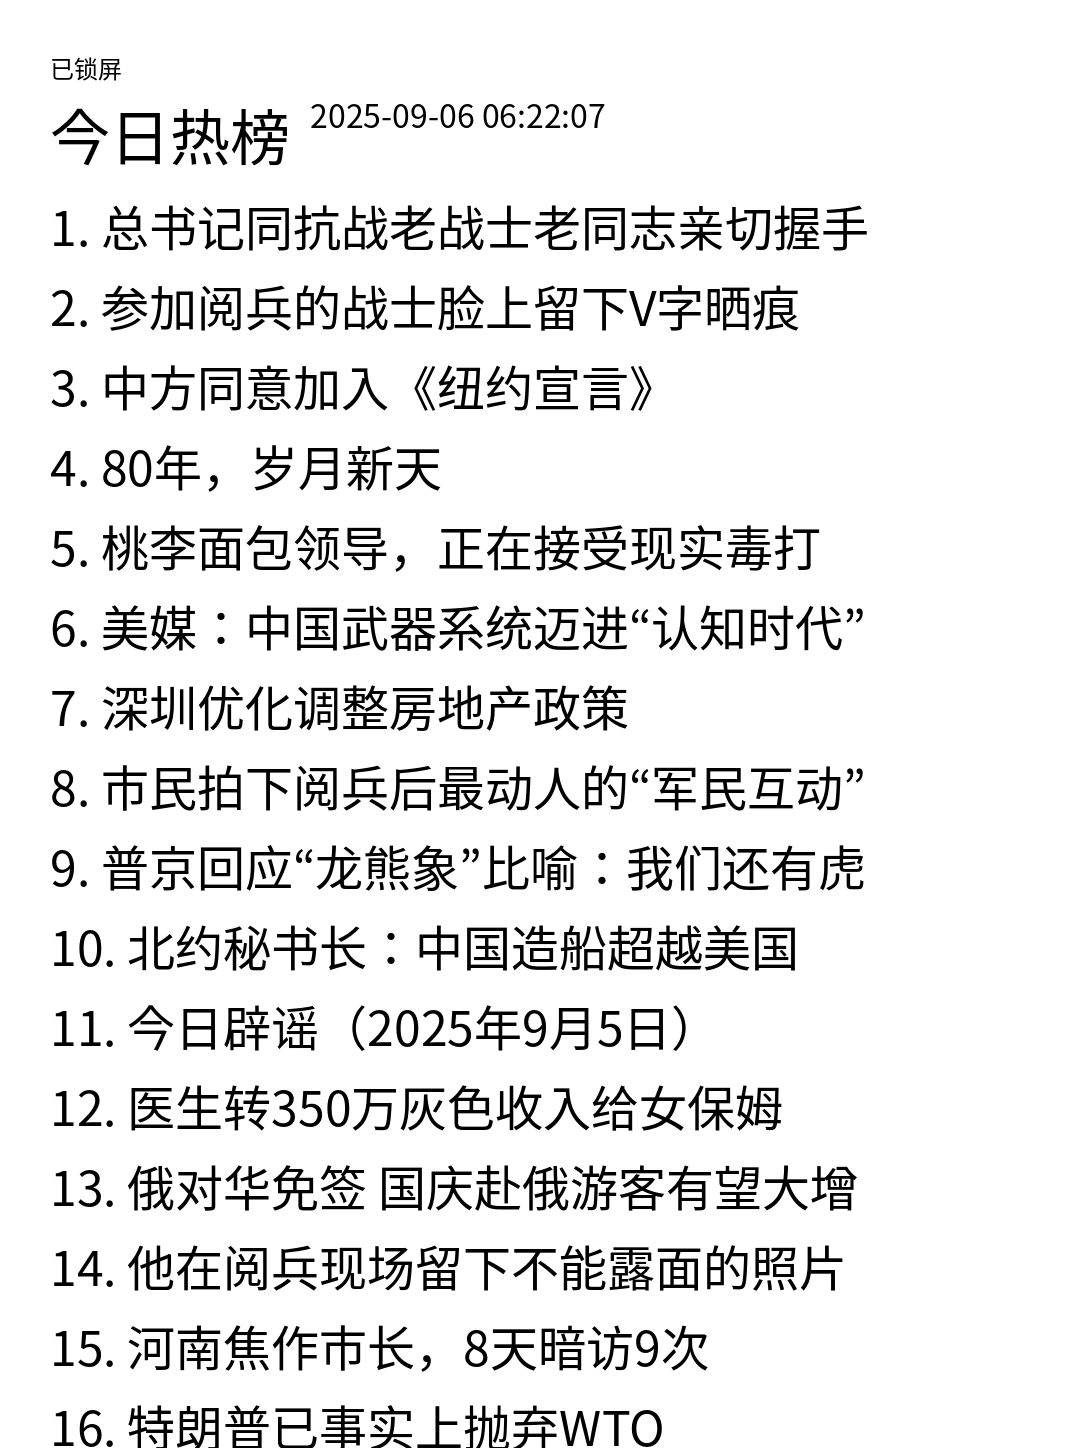 已锁屏
今日热榜 2025-09-06 06:22:07
1. 总书记同抗战老战士老同志亲切握手
2. 参加阅兵的战士脸上留下V字晒痕
3. 中方同意加入《纽约宣言》
4. 80年，岁月新天
5. 桃李面包领导，正在接受现实毒打
6. 美媒：中国武器系统迈进“认知时代”
7. 深圳优化调整房地产政策
8. 市民拍下阅兵后最动人的“军民互动”
9. 普京回应“龙熊象”比喻：我们还有虎
10. 北约秘书长：中国造船超越美国
11. 今日辟谣（2025年9月5日）
12. 医生转350万灰色收入给女保姆
13. 俄对华免签 国庆赴俄游客有望大增
14. 他在阅兵现场留下不能露面的照片
15. 河南焦作市长，8天暗访9次
16. 特朗普已事实上抛弃WTO